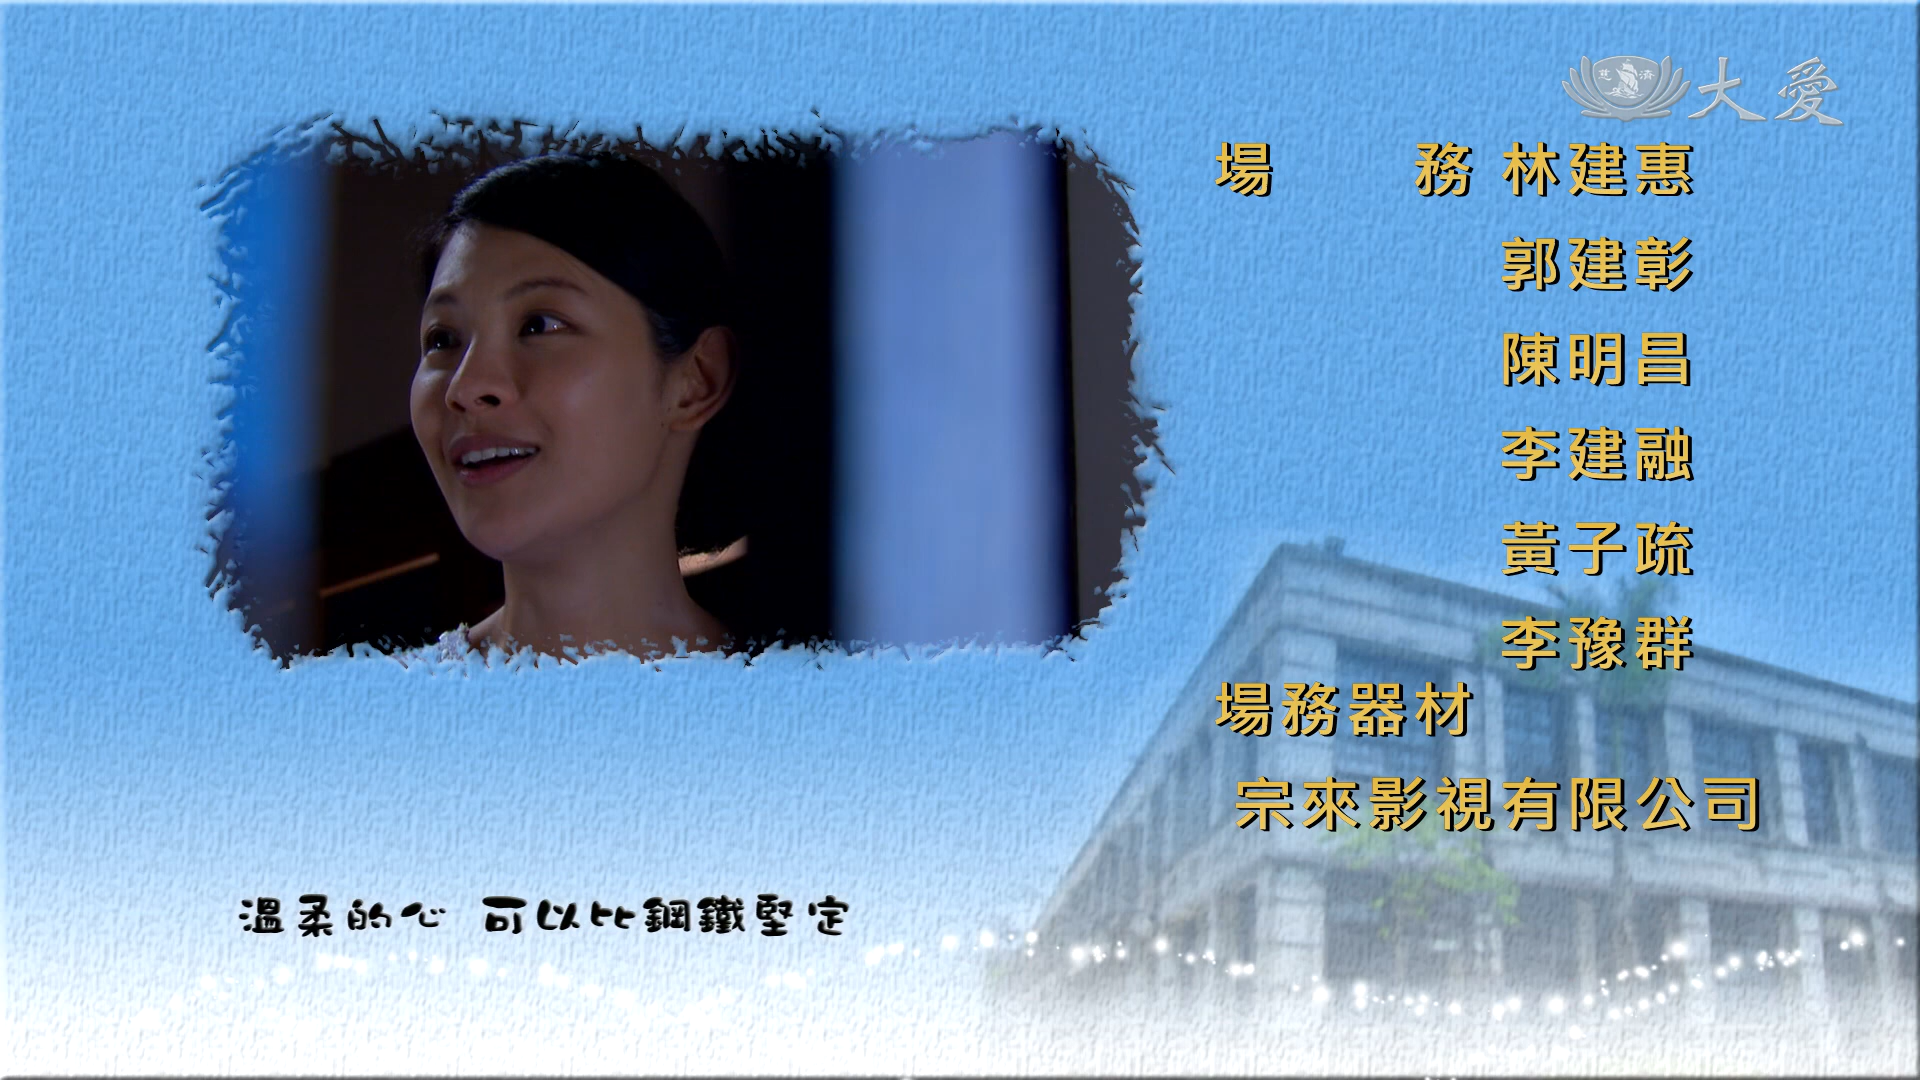 慈濟 大愛
場 務 林建惠
郭建彰
陳明昌
李建融
黃子疏
李豫群
場務器材
宗來影視有限公司
溫柔的心 可以比鋼鐵堅定